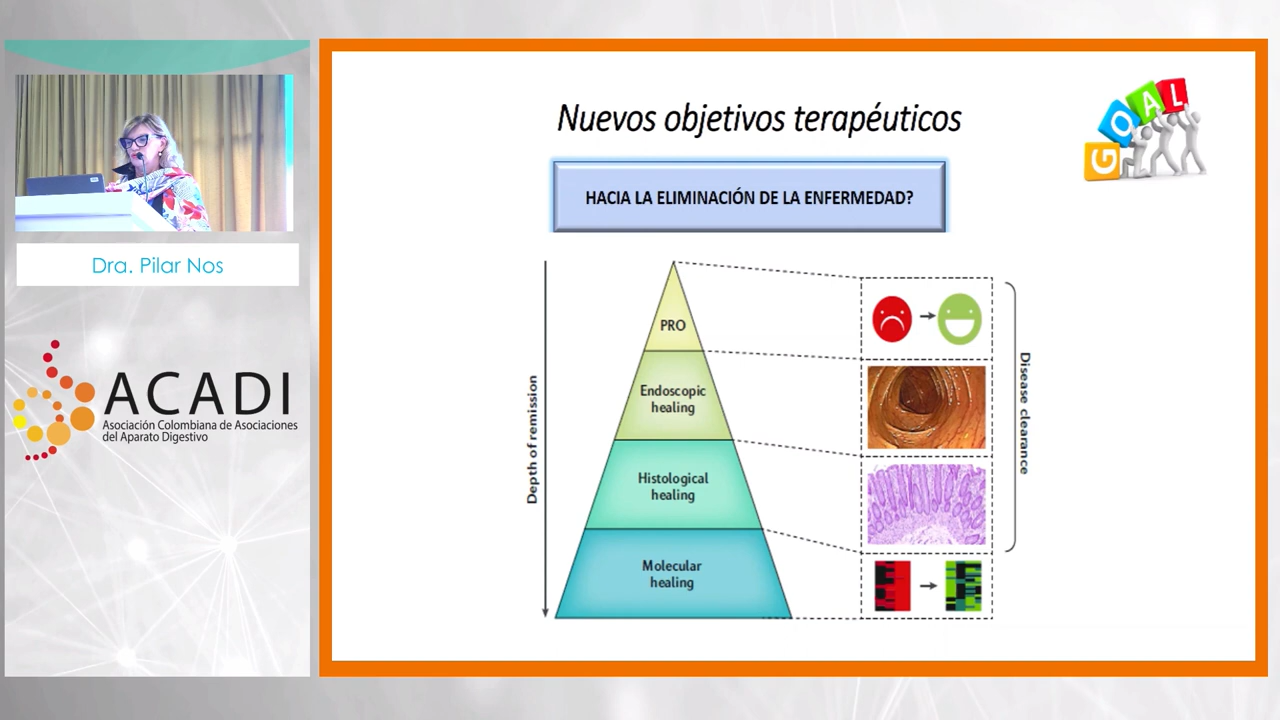 Dra. Pilar Nos
ACADI
Asociación Colombiana de Asociaciones
del Aparato Digestivo
Nuevos objetivos terapéuticos
GOAL
HACIA LA ELIMINACIÓN DE LA ENFERMEDAD?
Depth of remission
PRO
Endoscopic
healing
Histological
healing
Molecular
healing
Disease clearance